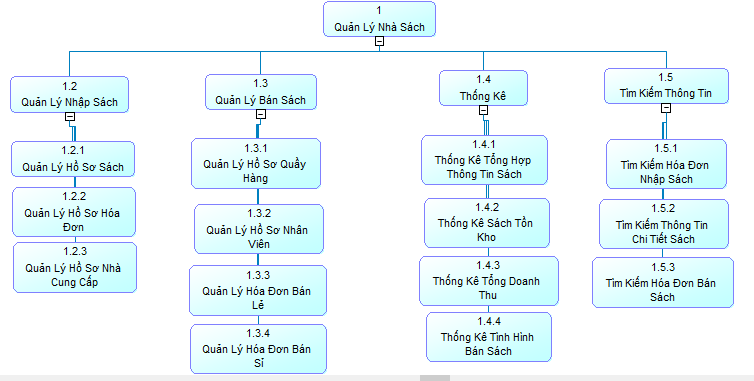 1
Quản Lý Nhà Sách
1.2
Quản Lý Nhập Sách
1.2.1
Quản Lý Hồ Sơ Sách
1.2.2
Quản Lý Hồ Sơ Hóa
Đơn
1.2.3
Quản Lý Hồ Sơ Nhà
Cung Cấp
1.3
Quản Lý Bán Sách
1.3.1
Quản Lý Hồ Sơ Quầy
Hàng
1.3.2
Quản Lý Hồ Sơ Nhân
Viên
1.3.3
Quản Lý Hóa Đơn Bán
Lẻ
1.3.4
Quản Lý Hóa Đơn Bán
Sỉ
1.4
Thống Kê
1.4.1
Thống Kê Tổng Hợp
Thông Tin Sách
1.4.2
Thống Kê Sách Tồn
Kho
1.4.3
Thống Kê Tổng Doanh
Thu
1.4.4
Thống Kê Tình Hình
Bán Sách
1.5
Tìm Kiếm Thông Tin
1.5.1
Tìm Kiếm Hóa Đơn
Nhập Sách
1.5.2
Tìm Kiếm Thông Tin
Chi Tiết Sách
1.5.3
Tìm Kiếm Hóa Đơn Bán
Sách